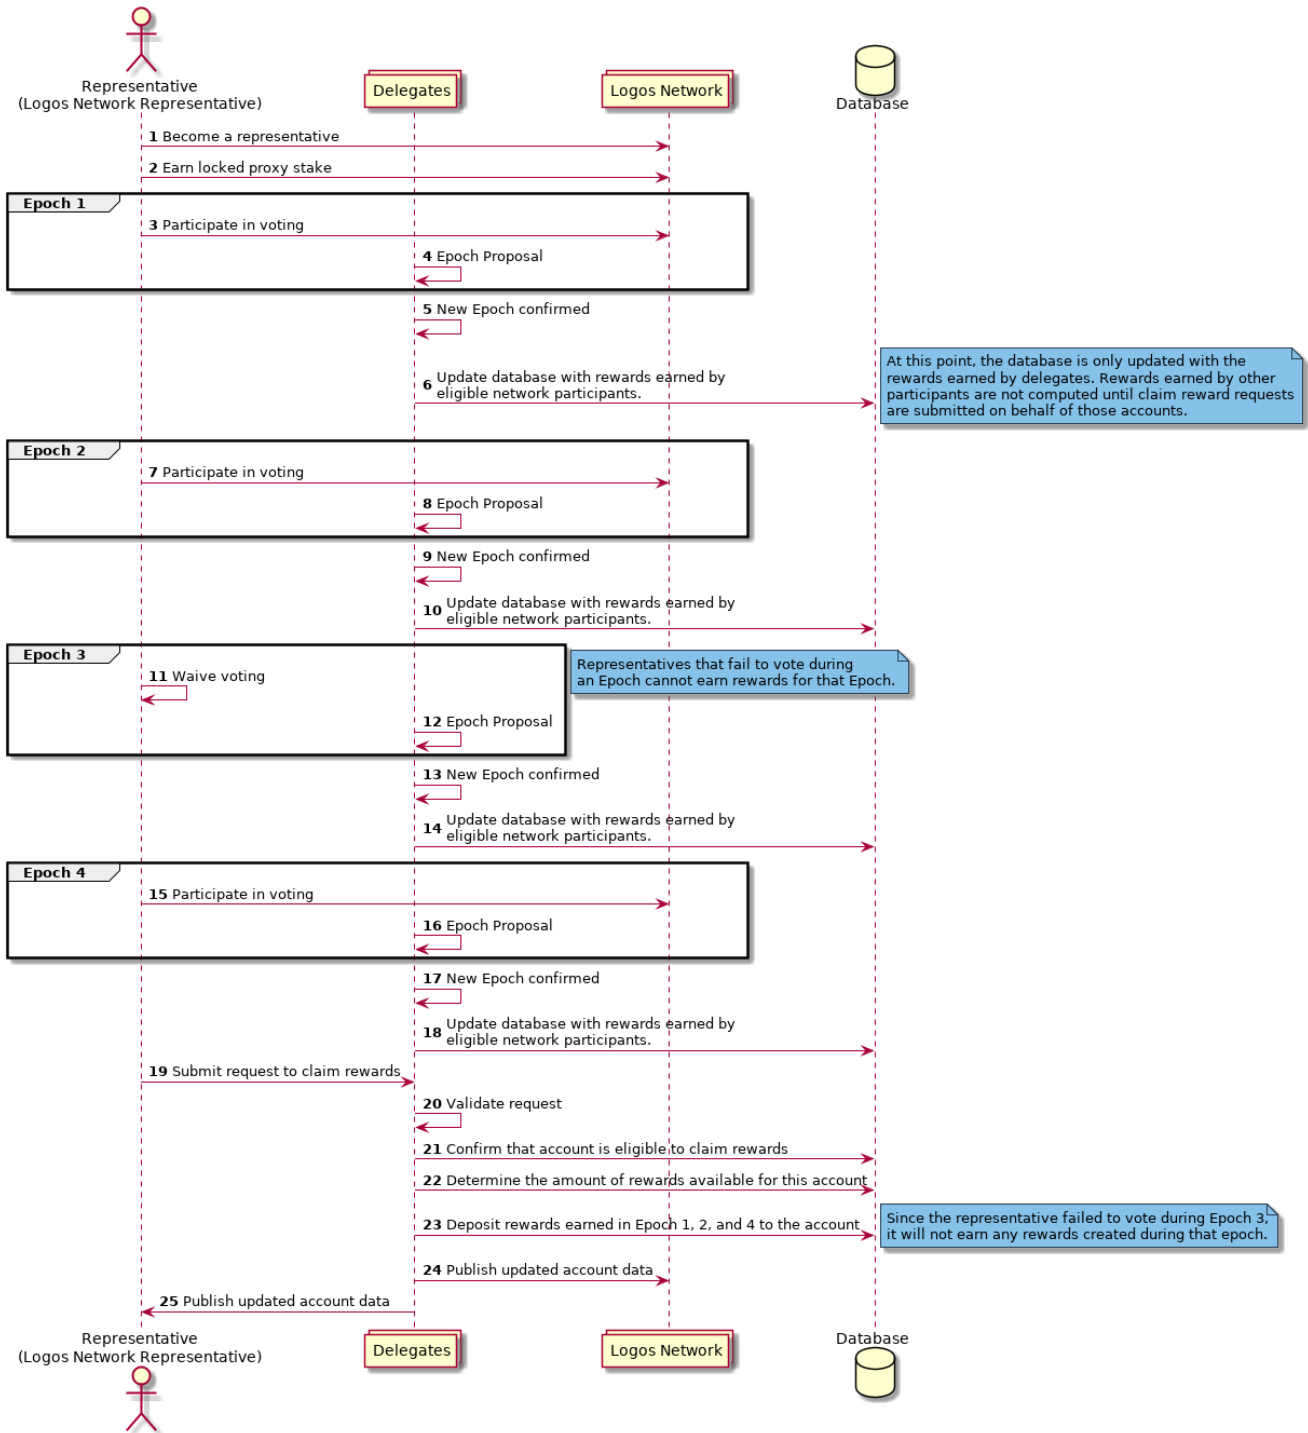 Representative
(Logos Network Representative)
Delegates
Logos Network
Database
1 Become a representative
2 Earn locked proxy stake
Epoch 1
3 Participate in voting
4 Epoch Proposal
5 New Epoch confirmed
6 Update database with rewards earned by
eligible network participants.
At this point, the database is only updated with the
rewards earned by delegates. Rewards earned by other
participants are not computed until claim reward requests
are submitted on behalf of those accounts.
Epoch 2
7 Participate in voting
8 Epoch Proposal
9 New Epoch confirmed
10 Update database with rewards earned by
eligible network participants.
Epoch 3
Representatives that fail to vote during
an Epoch cannot earn rewards for that Epoch.
11 Waive voting
12 Epoch Proposal
13 New Epoch confirmed
14 Update database with rewards earned by
eligible network participants.
Epoch 4
15 Participate in voting
16 Epoch Proposal
17 New Epoch confirmed
18 Update database with rewards earned by
eligible network participants.
19 Submit request to claim rewards
20 Validate request
21 Confirm that account is eligible to claim rewards
22 Determine the amount of rewards available for this account
23 Deposit rewards earned in Epoch 1, 2, and 4 to the account
Since the representative failed to vote during Epoch 3,
it will not earn any rewards created during that epoch.
24 Publish updated account data
25 Publish updated account data
Representative
(Logos Network Representative)
Delegates
Logos Network
Database